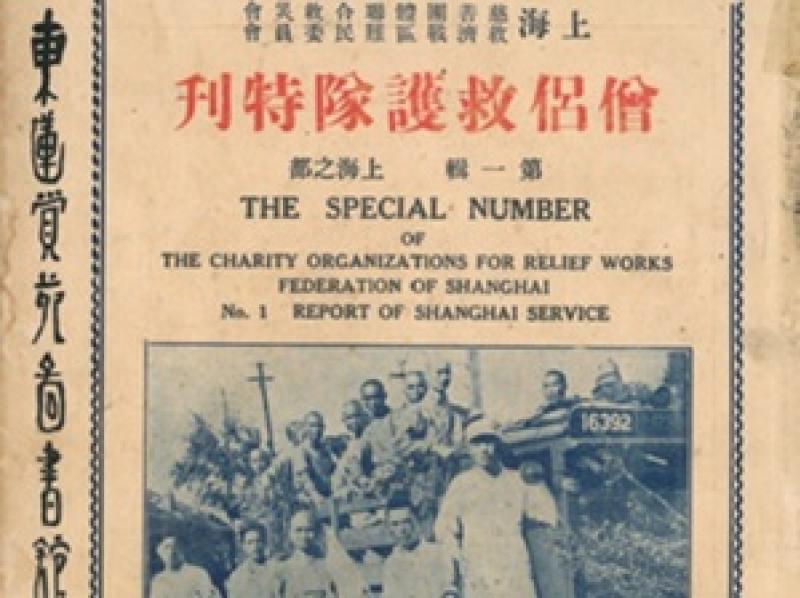 上海
慈善團體聯合救災會
救濟戰區難民委員會
僧侶救護隊特刊
第一輯 上海之部
THE SPECIAL NUMBER
OF
THE CHARITY ORGANIZATIONS FOR RELIEF WORKS
FEDERATION OF SHANGHAI
No. 1 REPORT OF SHANGHAI SERVICE
16392
東蓮覺苑圖書館